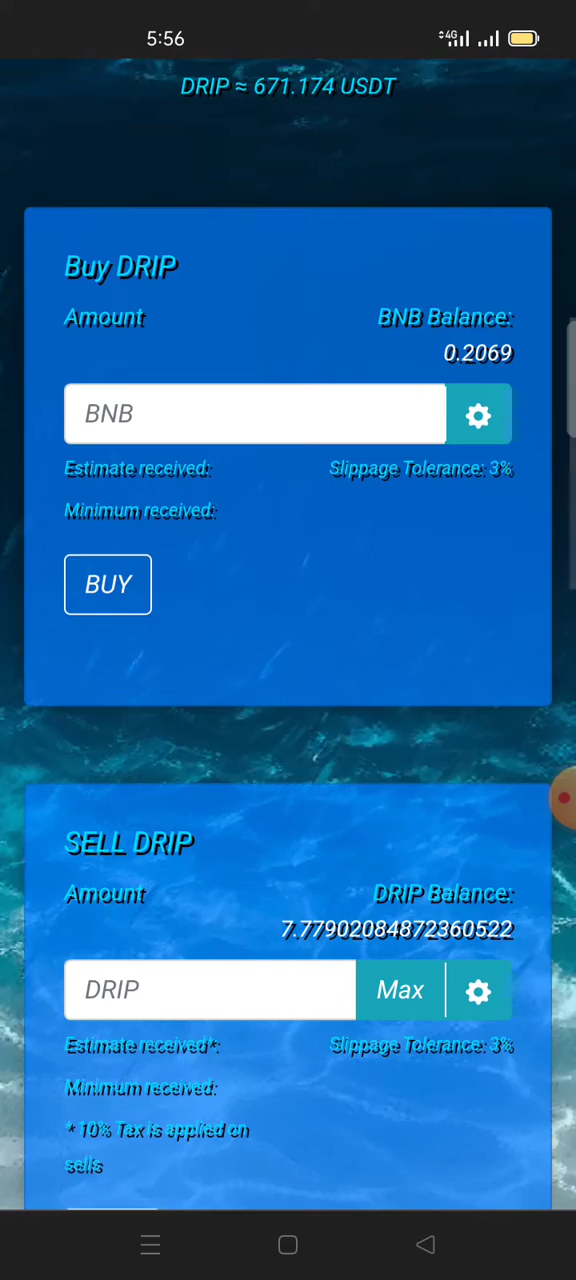 5:56
4G
DRIP ≈ 671.174 USDT
Buy DRIP
Amount
BNB Balance:
0.2069
BNB
Estimate received:
Slippage Tolerance: 3%
Minimum received:
BUY
SELL DRIP
Amount
DRIP Balance:
7.77902084872360522
DRIP
Max
Estimate received*:
Slippage Tolerance: 3%
Minimum received:
* 10% Tax is applied on
sells